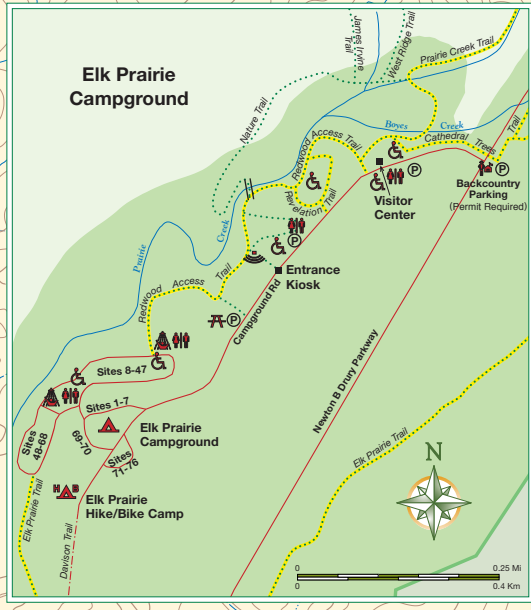 Elk Prairie
Campground
James Irvine
Trail
West Ridge Trail
Prairie Creek Trail
Nature Trail
Redwood
Access Trail
Boyes
Creek
Cathedral
Trees
Trail
P
P
Backcountry
Parking
(Permit Required)
Visitor
Center
Revelation
Trail
P
Prairie
Creek
Entrance
Kiosk
Redwood
Access
Trail
P
Campground Rd
Newton B Drury Parkway
Sites 8-47
Sites 1-7
Sites
48-68
69-70
Sites
71-76
Elk Prairie
Campground
Elk Prairie Trail
H B
Elk Prairie
Hike/Bike Camp
Davison Trail
Elk Prairie Trail
N
0
0.25 Mi
0
0.4 Km